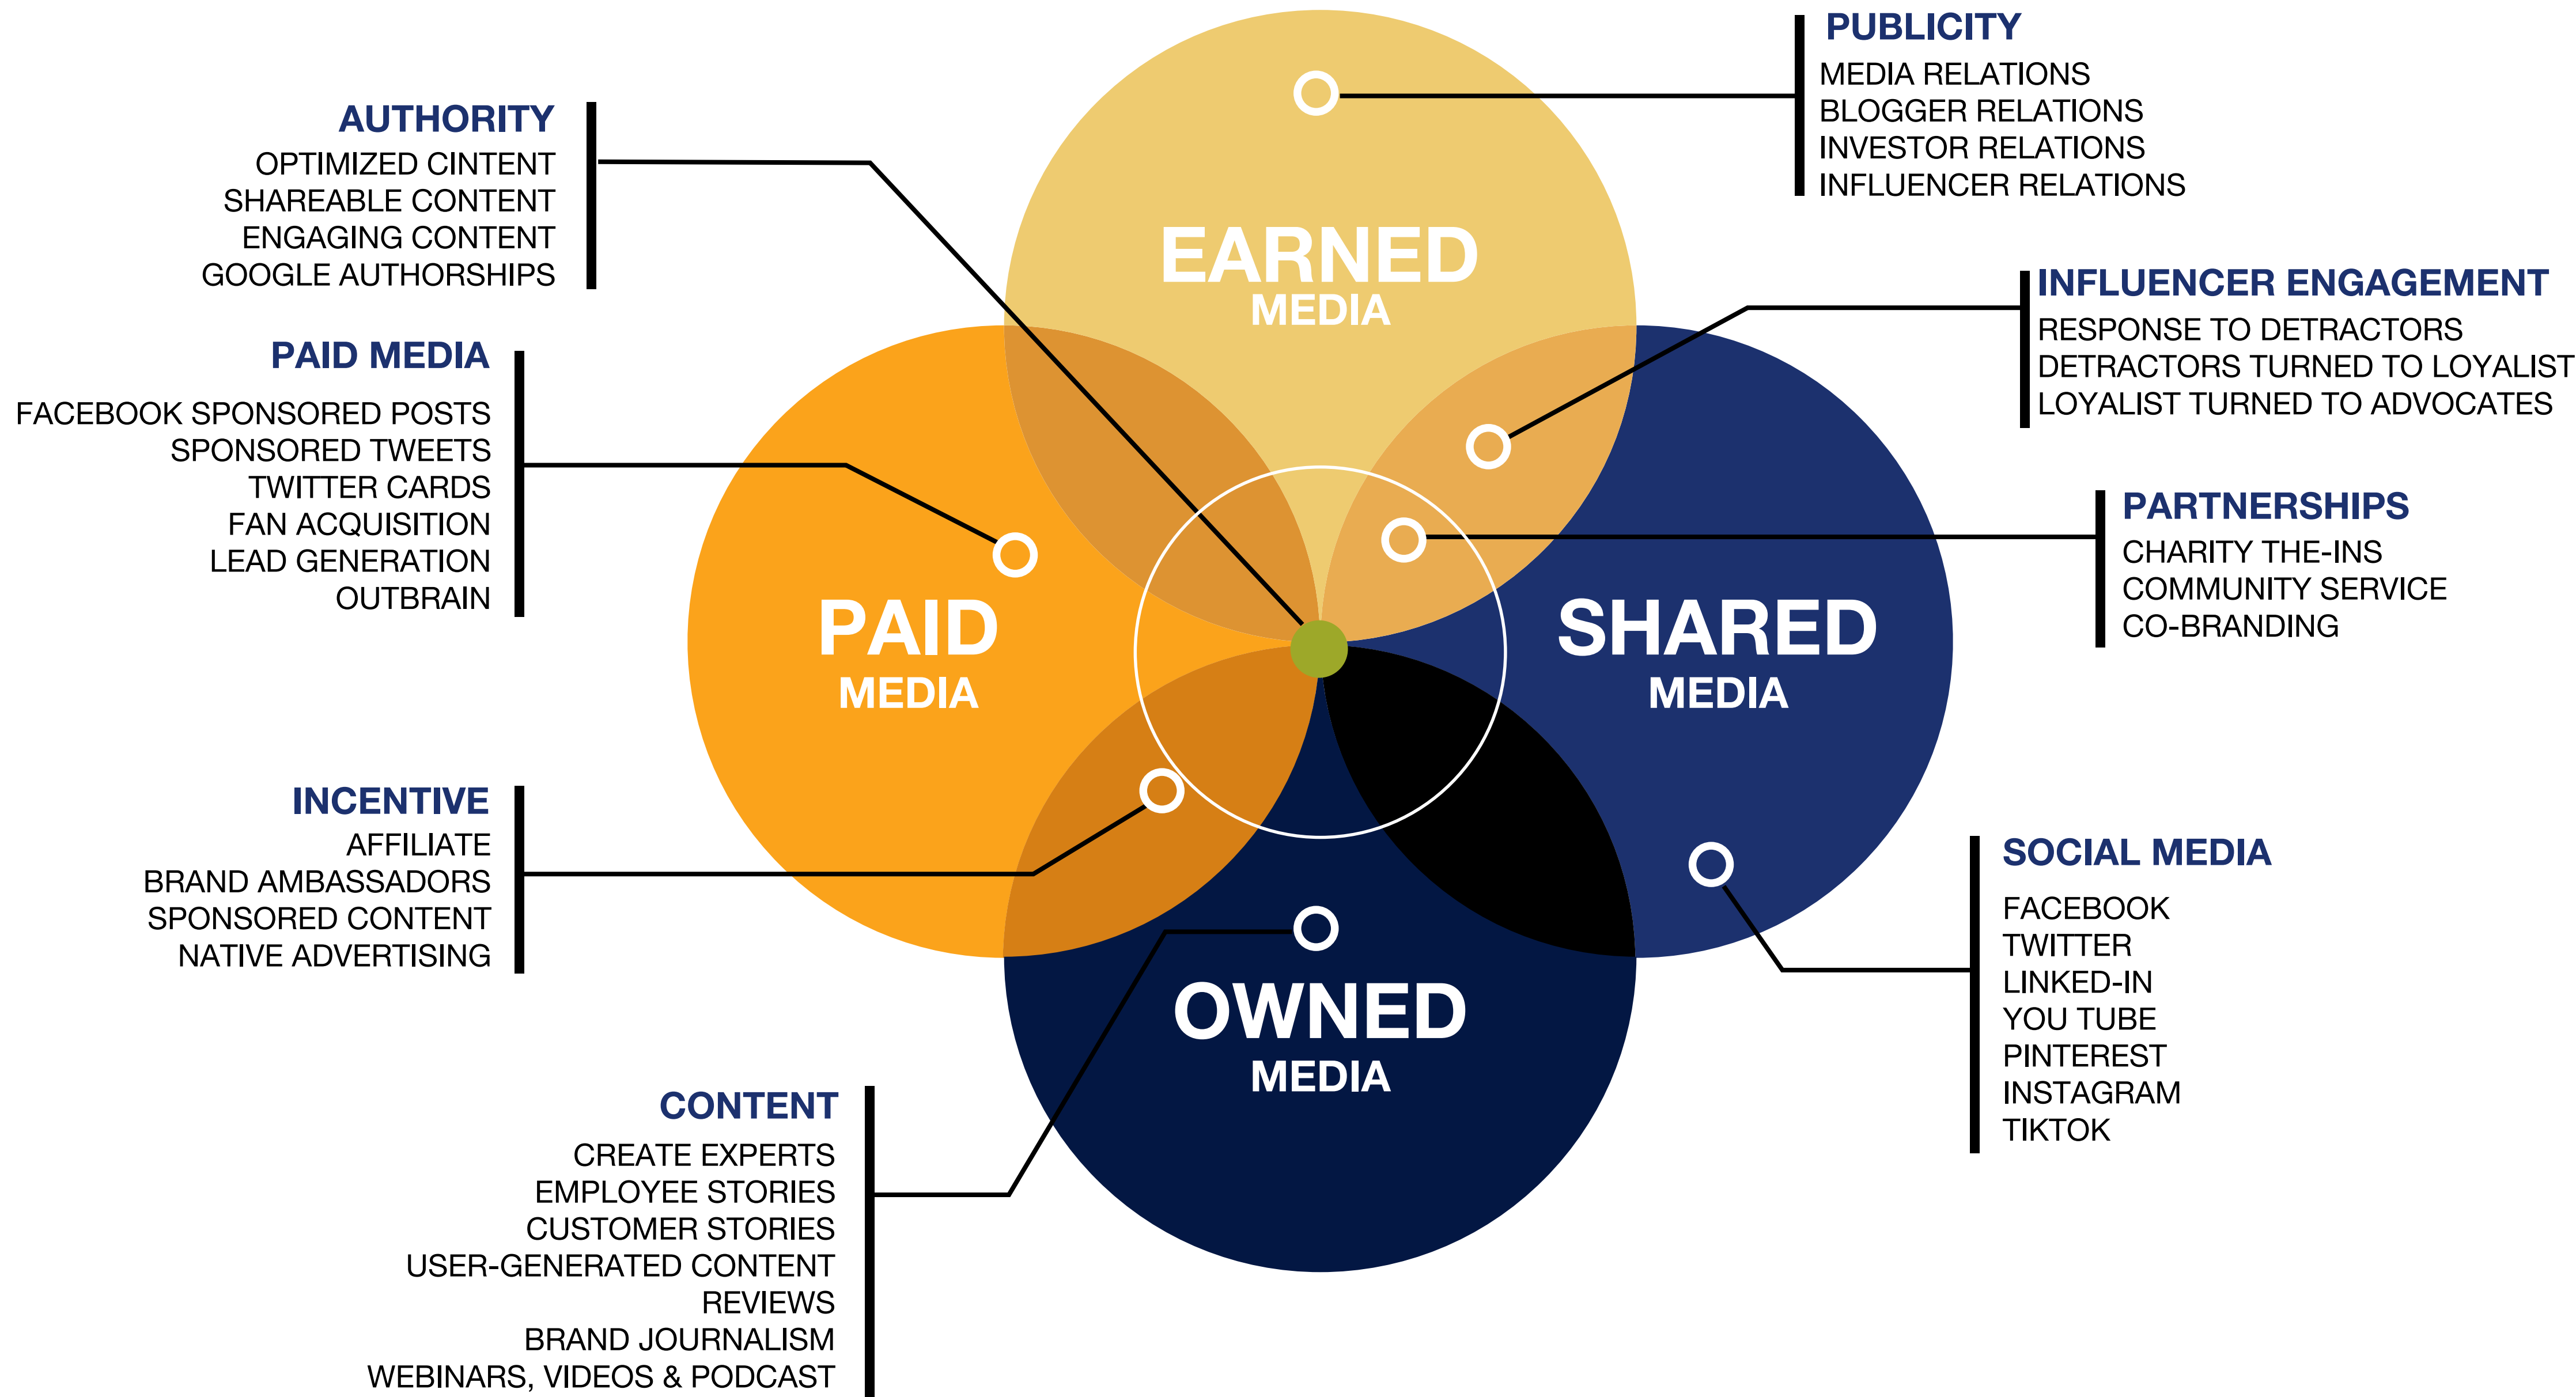 AUTHORITY
OPTIMIZED CINTENT
SHAREABLE CONTENT
ENGAGING CONTENT
GOOGLE AUTHORSHIPS
PAID MEDIA
FACEBOOK SPONSORED POSTS
SPONSORED TWEETS
TWITTER CARDS
FAN ACQUISITION
LEAD GENERATION
OUTBRAIN
INCENTIVE
AFFILIATE
BRAND AMBASSADORS
SPONSORED CONTENT
NATIVE ADVERTISING
CONTENT
CREATE EXPERTS
EMPLOYEE STORIES
CUSTOMER STORIES
USER-GENERATED CONTENT
REVIEWS
BRAND JOURNALISM
WEBINARS, VIDEOS & PODCAST
EARNED
MEDIA
PAID
MEDIA
SHARED
MEDIA
OWNED
MEDIA
PUBLICITY
MEDIA RELATIONS
BLOGGER RELATIONS
INVESTOR RELATIONS
INFLUENCER RELATIONS
INFLUENCER ENGAGEMENT
RESPONSE TO DETRACTORS
DETRACTORS TURNED TO LOYALIST
LOYALIST TURNED TO ADVOCATES
PARTNERSHIPS
CHARITY THE-INS
COMMUNITY SERVICE
CO-BRANDING
SOCIAL MEDIA
FACEBOOK
TWITTER
LINKED-IN
YOU TUBE
PINTEREST
INSTAGRAM
TIKTOK